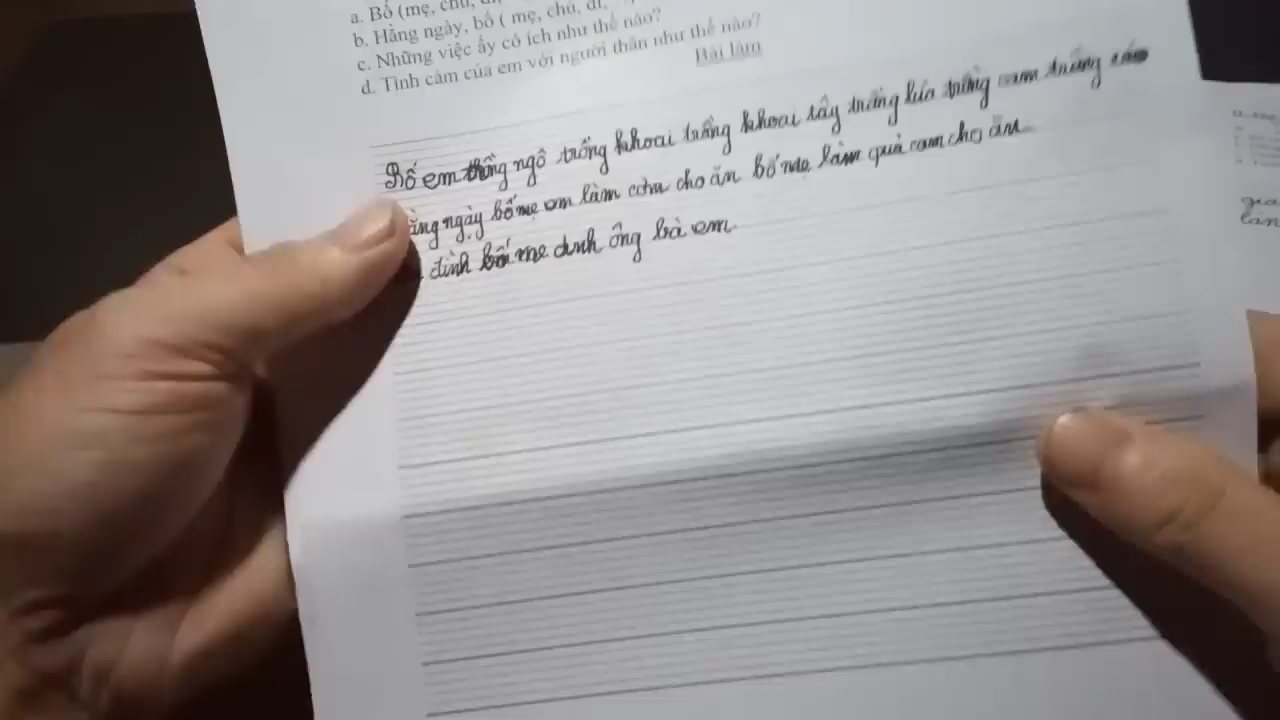 a. Bố (mẹ, chú, dì,
b. Hằng ngày, bố ( mẹ, chú, dì,
c. Những việc ấy có ích như thế nào?
d. Tình cảm của em với người thân như thế nào?
Bài làm
Bố em trồng ngô trồng khoai trồng khoai tây trồng lúa trồng cam trồng
ằng ngày bố mẹ em làm cơm cho ăn bố mẹ làm quả cam cho ăn
đình bố mẹ dình ông bà em.